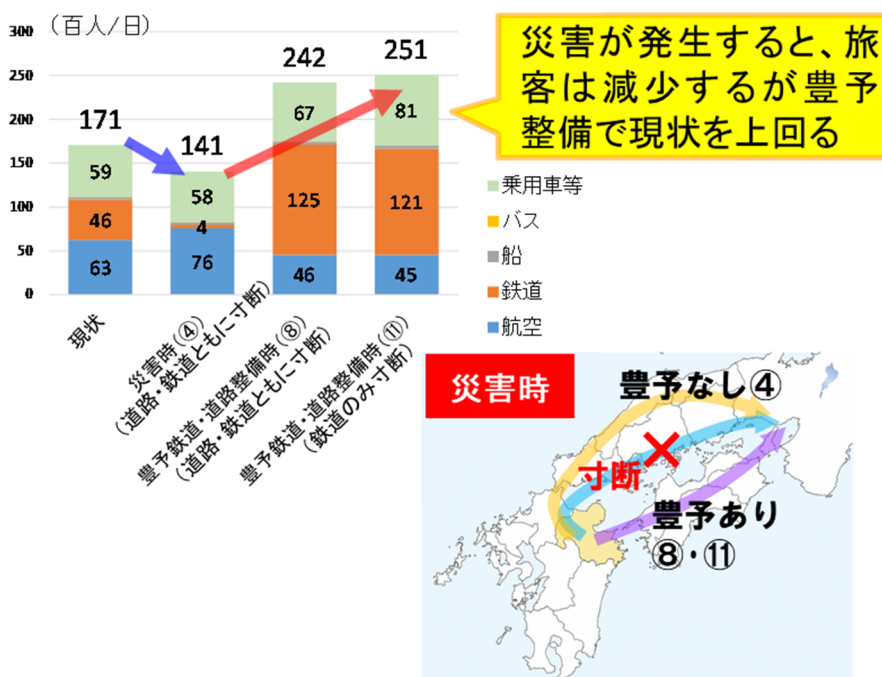 (百人/日)
300
250
200
150
100
50
0
171
59
46
63
141
58
4
76
242
67
125
46
251
81
121
45
現状
災害時(④)
(道路・鉄道ともに寸断)
豊予鉄道・道路整備時(⑧)
(道路・鉄道ともに寸断)
豊予鉄道・道路整備時(⑪)
(鉄道のみ寸断)
災害が発生すると、旅
客は減少するが豊予
整備で現状を上回る
乗用車等
バス
船
鉄道
航空
災害時
豊予なし④
寸断
豊予あり
⑧・⑪